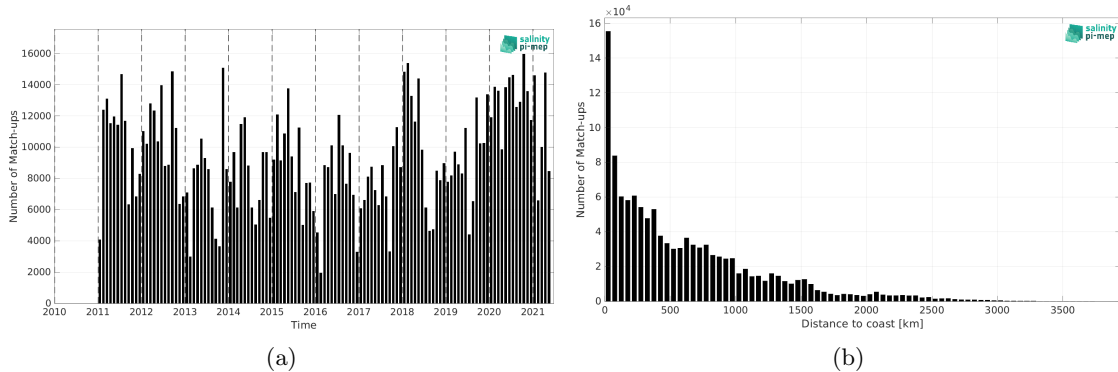 salinity
pi-mep
16000
14000
12000
10000
8000
6000
4000
2000
0
Number of Match-ups
2010 2011 2012 2013 2014 2015 2016 2017 2018 2019 2020 2021
Time
(a)
×10⁴
salinity
pi-mep
16
14
12
10
8
6
4
2
0
Number of Match-ups
0 500 1000 1500 2000 2500 3000 3500
Distance to coast [km]
(b)